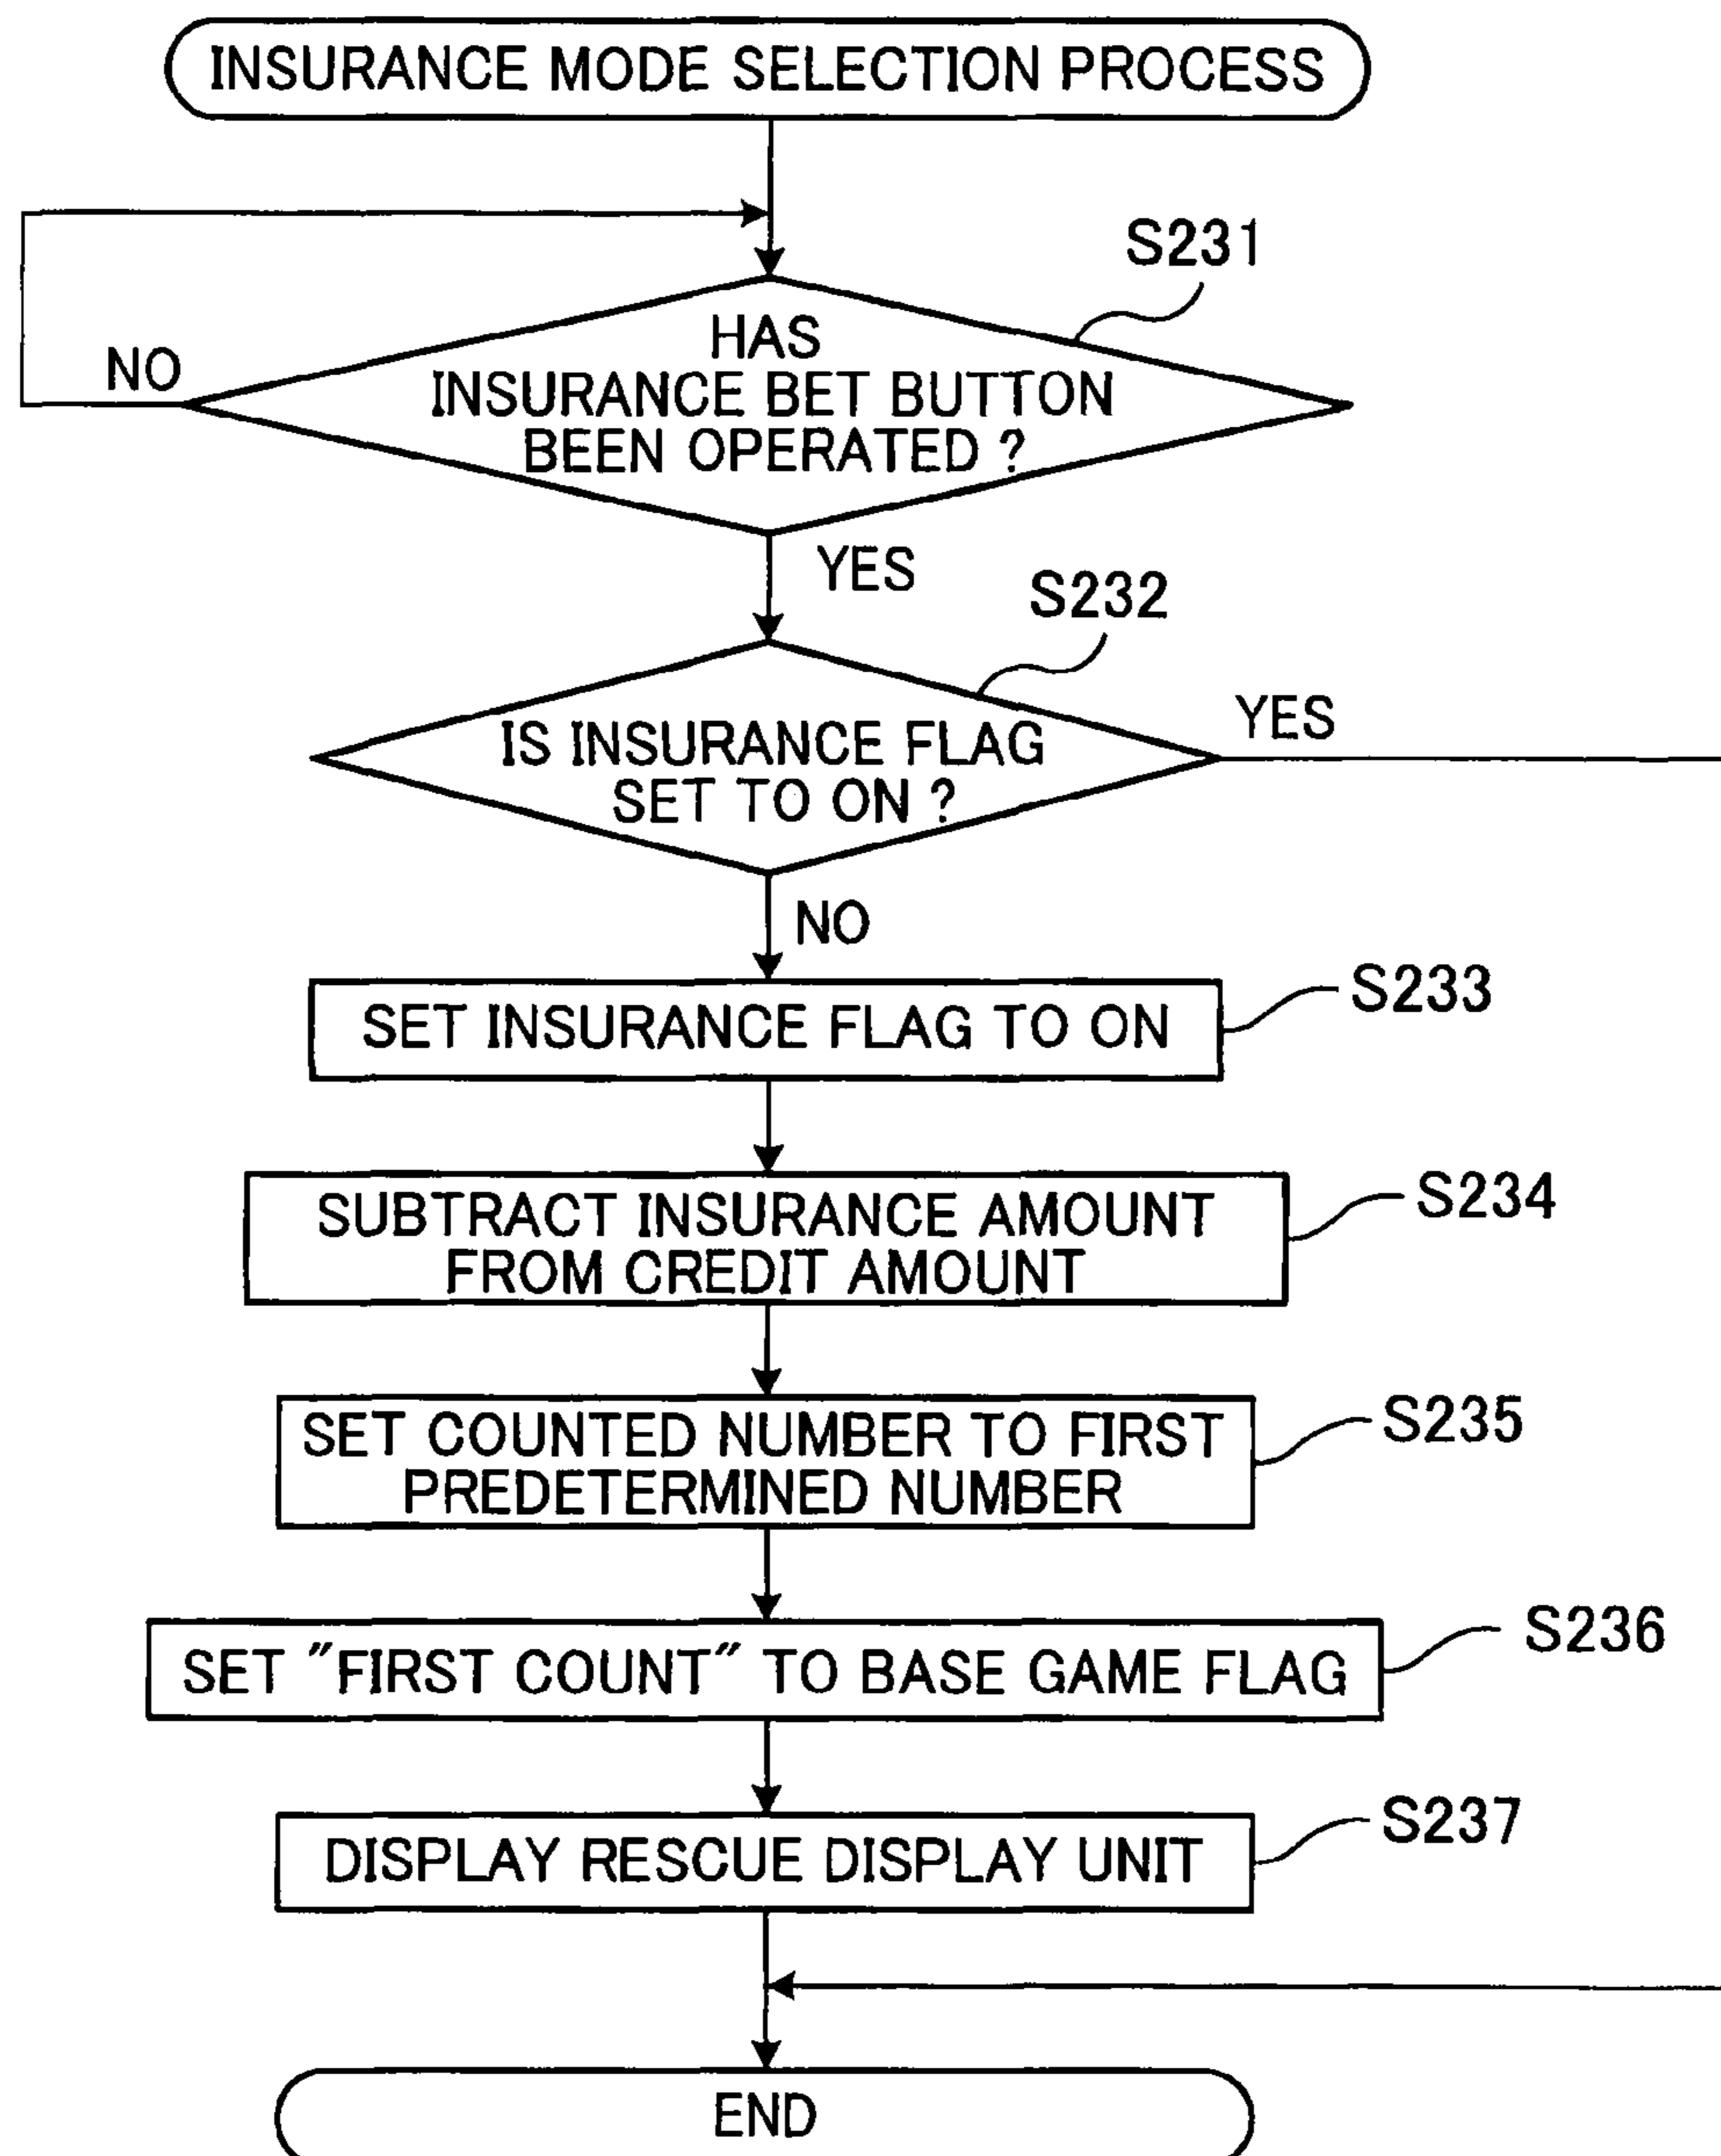 INSURANCE MODE SELECTION PROCESS
S231
HAS
INSURANCE BET BUTTON
BEEN OPERATED ?
NO
YES
S232
IS INSURANCE FLAG
SET TO ON ?
YES
NO
SET INSURANCE FLAG TO ON
S233
SUBTRACT INSURANCE AMOUNT
FROM CREDIT AMOUNT
S234
SET COUNTED NUMBER TO FIRST
PREDETERMINED NUMBER
S235
SET "FIRST COUNT" TO BASE GAME FLAG
S236
DISPLAY RESCUE DISPLAY UNIT
S237
END